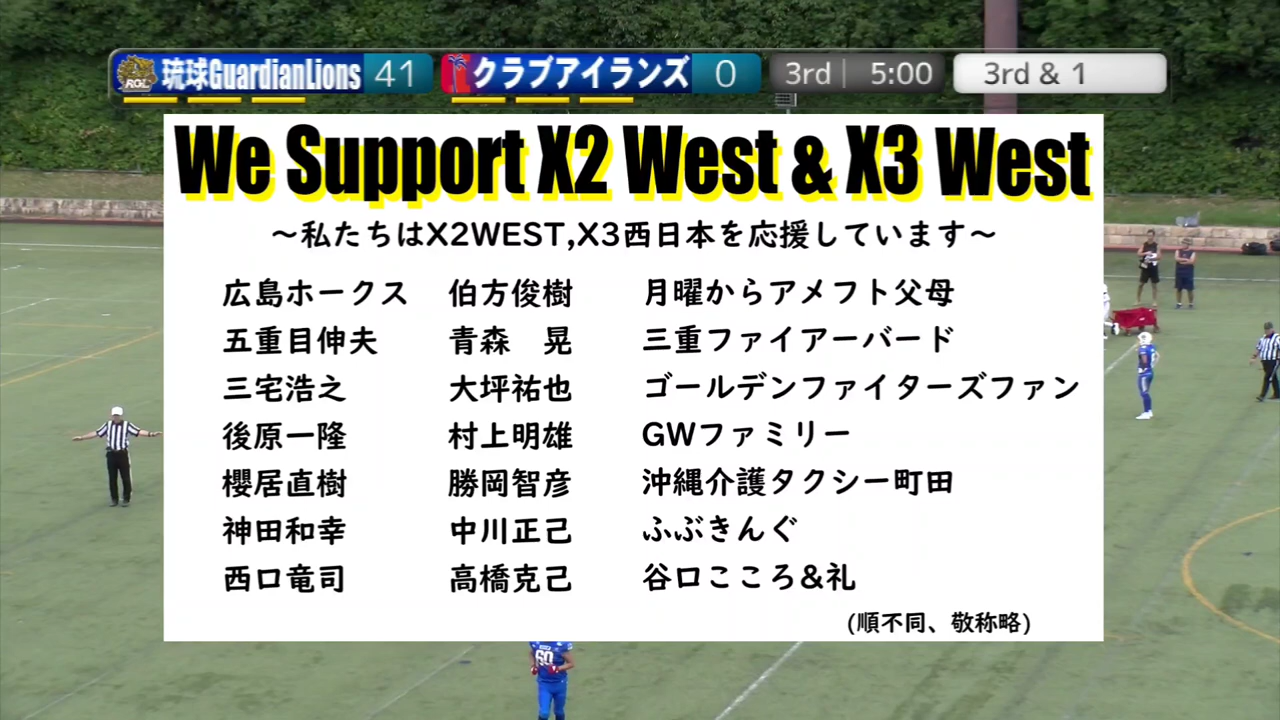 琉球GuardianLions 41 クラブアイランズ 0 3rd 5:00 3rd & 1
RGL
We Support X2 West & X3 West
～私たちはX2WEST,X3西日本を応援しています～
広島ホークス 伯方俊樹 月曜からアメフト父母
五重目伸夫 青森　晃 三重ファイアーバード
三宅浩之 大坪祐也 ゴールデンファイターズファン
後原一隆 村上明雄 GWファミリー
櫻居直樹 勝岡智彦 沖縄介護タクシー町田
神田和幸 中川正己 ふぶきんぐ
西口竜司 高橋克己 谷口こころ&礼
(順不同、敬称略)
60